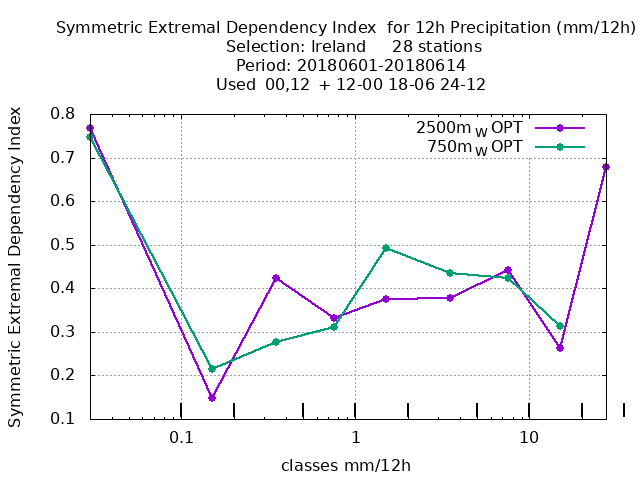 Symmetric Extremal Dependency Index  for 12h Precipitation (mm/12h)
Selection: Ireland     28 stations
Period: 20180601-20180614
Used  00,12  + 12-00 18-06 24-12
2500m W OPT
750m W OPT
Symmetric Extremal Dependency Index
0.8
0.7
0.6
0.5
0.4
0.3
0.2
0.1
0.1 1 10
classes mm/12h